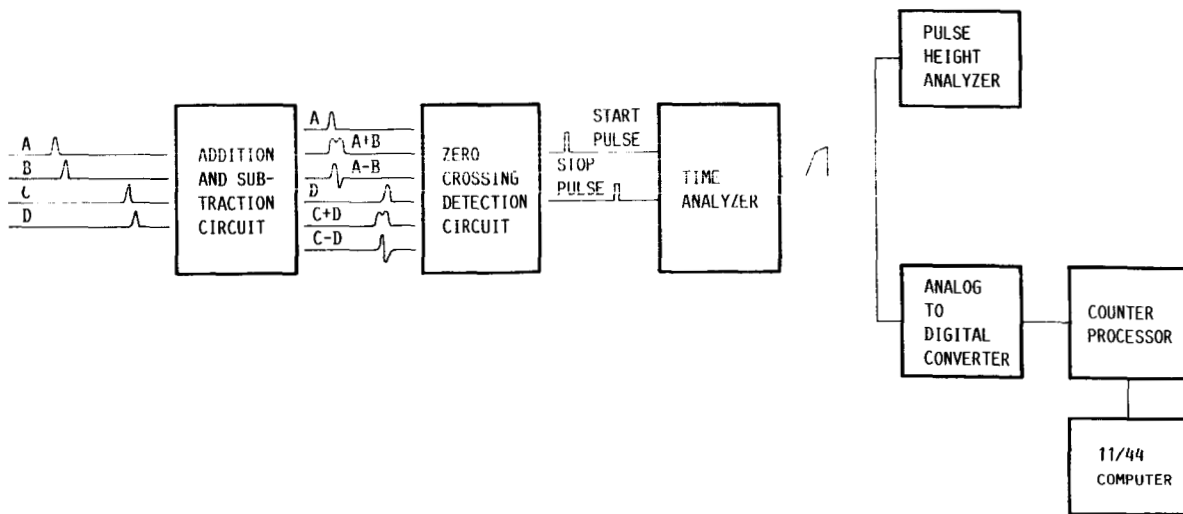 A
B
C
D
ADDITION
AND SUB-
TRACTION
CIRCUIT
A
A+B
A-B
D
C+D
C-D
ZERO
CROSSING
DETECTION
CIRCUIT
START
PULSE
STOP
PULSE
TIME
ANALYZER
PULSE
HEIGHT
ANALYZER
ANALOG
TO
DIGITAL
CONVERTER
COUNTER
PROCESSOR
11/44
COMPUTER